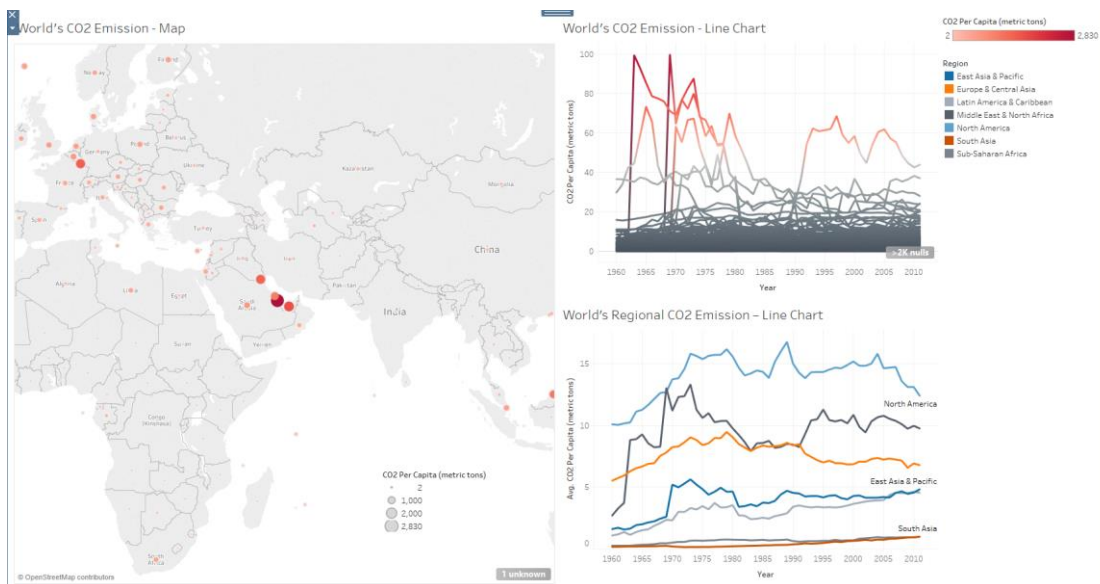 World's CO2 Emission - Map
Norway
Finland
Belarus
Poland
Germany
Ukraine
France
Spain
Turkey
Kazakhstan
Mongolia
China
Iraq
Iran
Pakistan
India
Algeria
Libya
Egypt
Saudi
Arabia
Yemen
Sudan
Congo
(Kinshasa)
South
Africa
CO2 Per Capita (metric tons)
2
1,000
2,000
2,830
© OpenStreetMap contributors
1 unknown
World's CO2 Emission - Line Chart
CO2 Per Capita (metric tons)
100
80
60
40
20
0
>2K nulls
1960 1965 1970 1975 1980 1985 1990 1995 2000 2005 2010
Year
World's Regional CO2 Emission – Line Chart
Avg. CO2 Per Capita (metric tons)
15
10
5
0
North America
East Asia & Pacific
South Asia
1960 1965 1970 1975 1980 1985 1990 1995 2000 2005 2010
Year
CO2 Per Capita (metric tons)
2 2,830
Region
East Asia & Pacific
Europe & Central Asia
Latin America & Caribbean
Middle East & North Africa
North America
South Asia
Sub-Saharan Africa